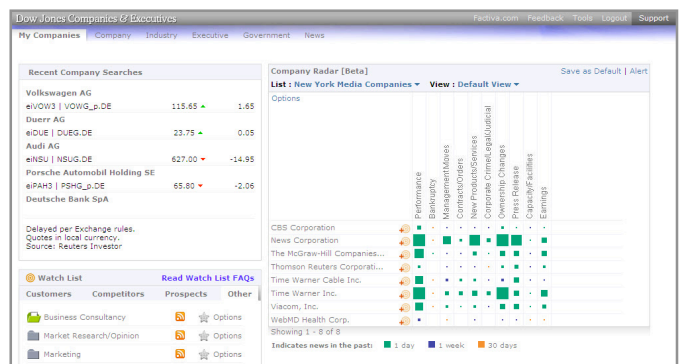 Dow Jones Companies & Executives
Factiva.com Feedback Tools Logout Support
My Companies Company Industry Executive Government News
Recent Company Searches
Volkswagen AG
eiVOW3 | VOWG_p.DE 115.65 1.65
Duerr AG
eiDUE | DUEG.DE 23.75 0.05
Audi AG
eiNSU | NSUG.DE 627.00 -14.95
Porsche Automobil Holding SE
eiPAH3 | PSHG_p.DE 65.80 -2.06
Deutsche Bank SpA
Delayed per Exchange rules.
Quotes in local currency.
Source: Reuters Investor
Watch List Read Watch List FAQs
Customers Competitors Prospects Other
Business Consultancy Options
Market Research/Opinion Options
Marketing Options
Company Radar [Beta] Save as Default | Alert
List : New York Media Companies View : Default View
Options
Performance
Bankruptcy
Management Moves
Contracts/Orders
New Products/Services
Corporate Crime/Legal/Judicial
Ownership Changes
Press Release
Capacity/Facilities
Earnings
CBS Corporation
News Corporation
The McGraw-Hill Companies...
Thomson Reuters Corporati...
Time Warner Cable Inc.
Time Warner Inc.
Viacom, Inc.
WebMD Health Corp.
Showing 1 - 8 of 8
Indicates news in the past: 1 day 1 week 30 days